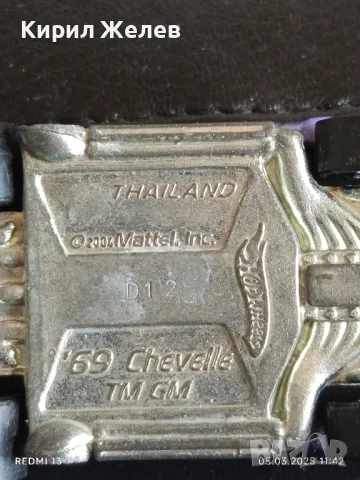 Кирил Желев
THAILAND
© 2004 Mattel, Inc.
HOT WHEELS
D12
'69 Chevelle
TM GM
REDMI 13
05.03.2025 11:42